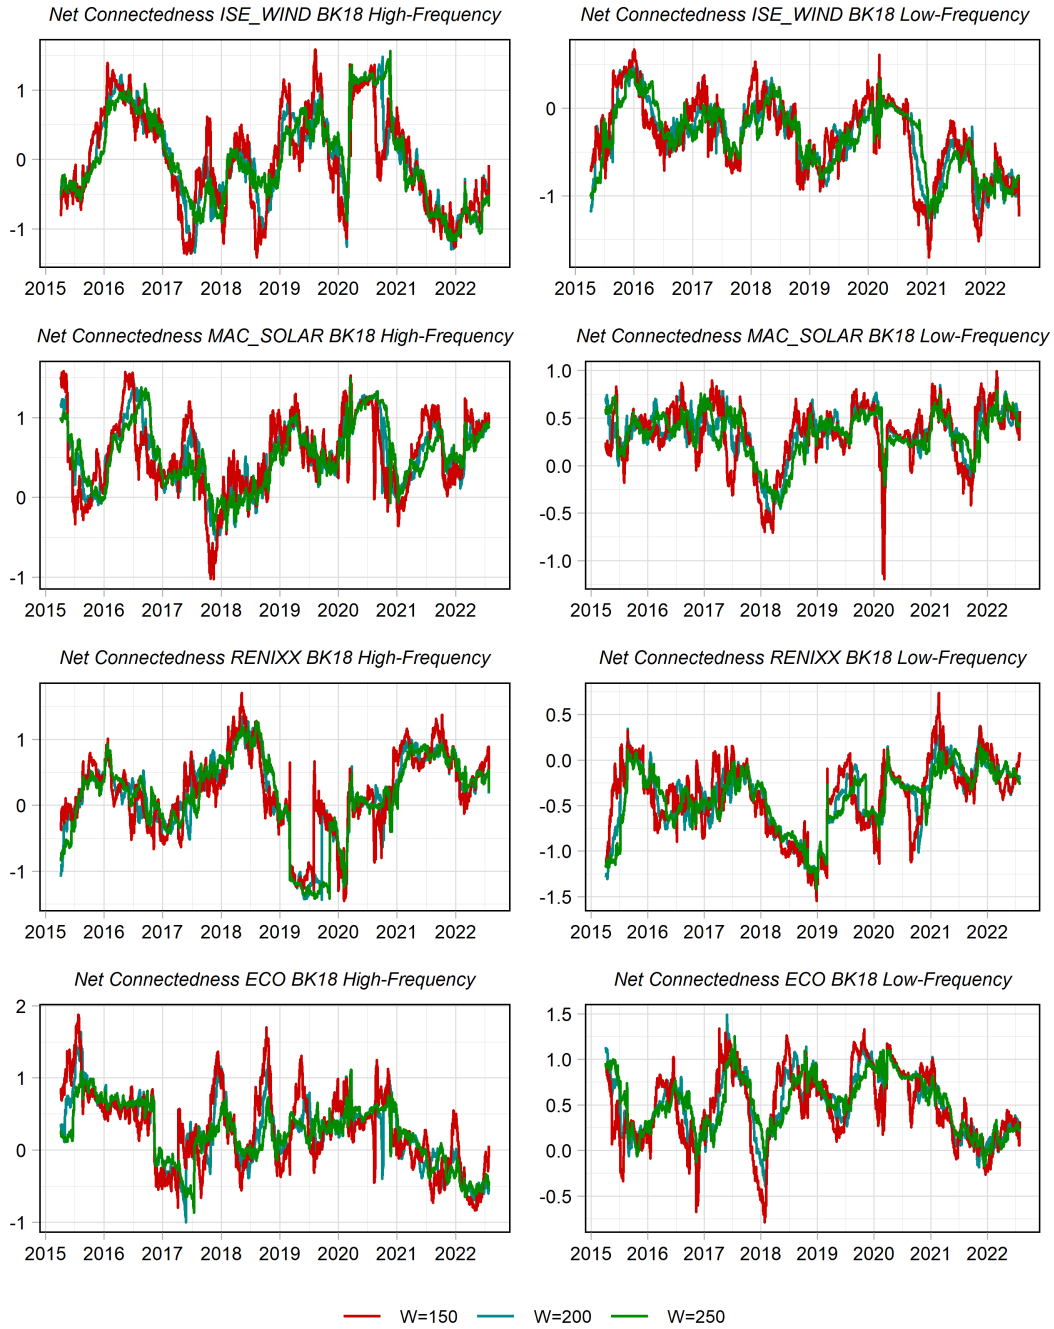 Net Connectedness ISE_WIND BK18 High-Frequency
1
0
-1
2015 2016 2017 2018 2019 2020 2021 2022
Net Connectedness ISE_WIND BK18 Low-Frequency
0
-1
2015 2016 2017 2018 2019 2020 2021 2022
Net Connectedness MAC_SOLAR BK18 High-Frequency
1
0
-1
2015 2016 2017 2018 2019 2020 2021 2022
Net Connectedness MAC_SOLAR BK18 Low-Frequency
1.0
0.5
0.0
-0.5
-1.0
2015 2016 2017 2018 2019 2020 2021 2022
Net Connectedness RENIXX BK18 High-Frequency
1
0
-1
2015 2016 2017 2018 2019 2020 2021 2022
Net Connectedness RENIXX BK18 Low-Frequency
0.5
0.0
-0.5
-1.0
-1.5
2015 2016 2017 2018 2019 2020 2021 2022
Net Connectedness ECO BK18 High-Frequency
2
1
0
-1
2015 2016 2017 2018 2019 2020 2021 2022
Net Connectedness ECO BK18 Low-Frequency
1.5
1.0
0.5
0.0
-0.5
2015 2016 2017 2018 2019 2020 2021 2022
W=150 W=200 W=250